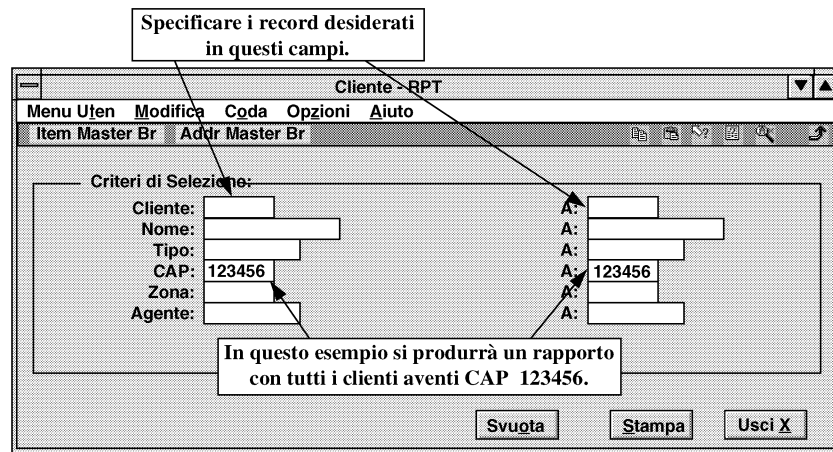 Specificare i record desiderati
in questi campi.
Cliente - RPT
Menu Uten Modifica Coda Opzioni Aiuto
Item Master Br Addr Master Br
Criteri di Selezione:
Cliente: A:
Nome: A:
Tipo: A:
CAP: 123456 A: 123456
Zona: A:
Agente: A:
In questo esempio si produrrà un rapporto
con tutti i clienti aventi CAP 123456.
Svuota Stampa Usci X